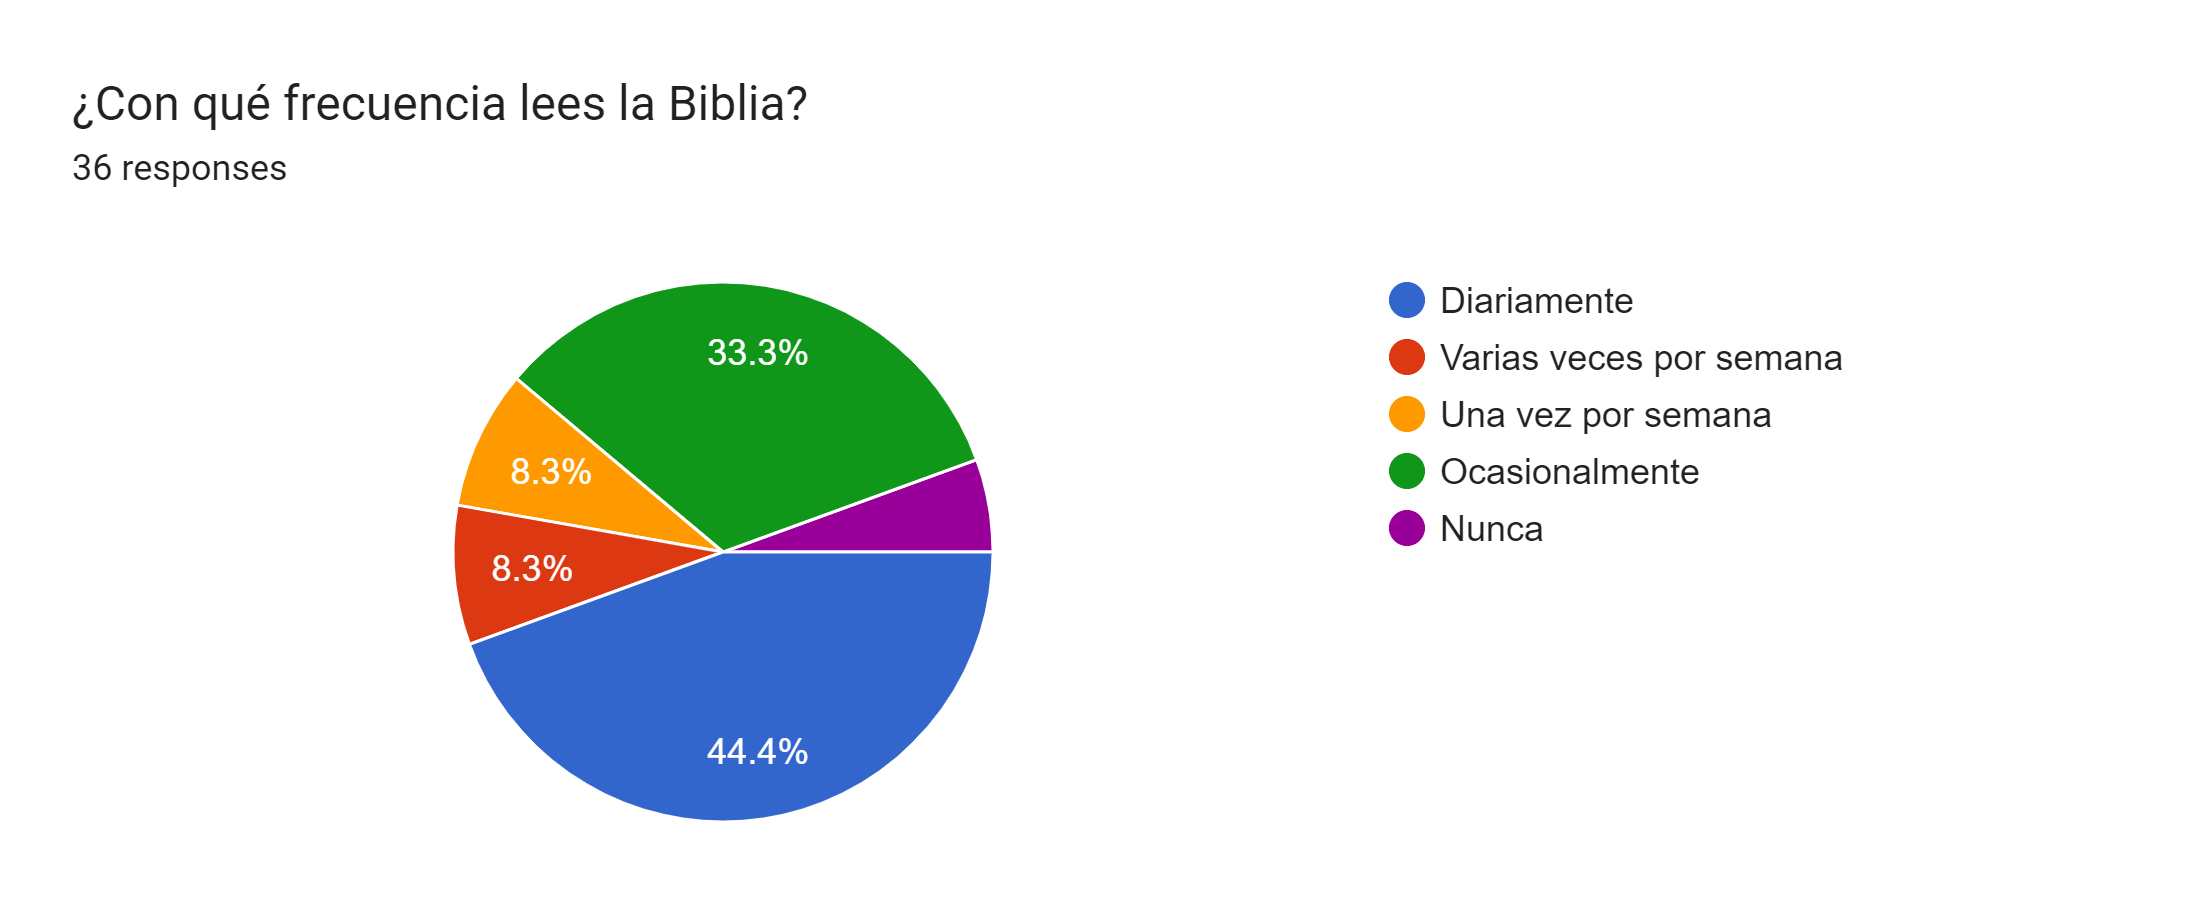 ¿Con qué frecuencia lees la Biblia?
36 responses
33.3%
8.3%
8.3%
44.4%
Diariamente
Varias veces por semana
Una vez por semana
Ocasionalmente
Nunca